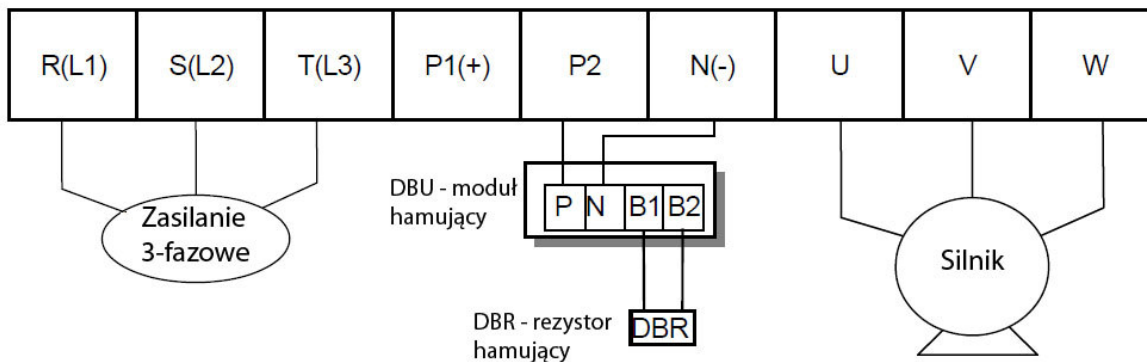 R(L1) S(L2) T(L3) P1(+) P2 N(-) U V W
DBU - moduł
hamujący
P N B1 B2
Zasilanie
3-fazowe
Silnik
DBR - rezystor
hamujący
DBR